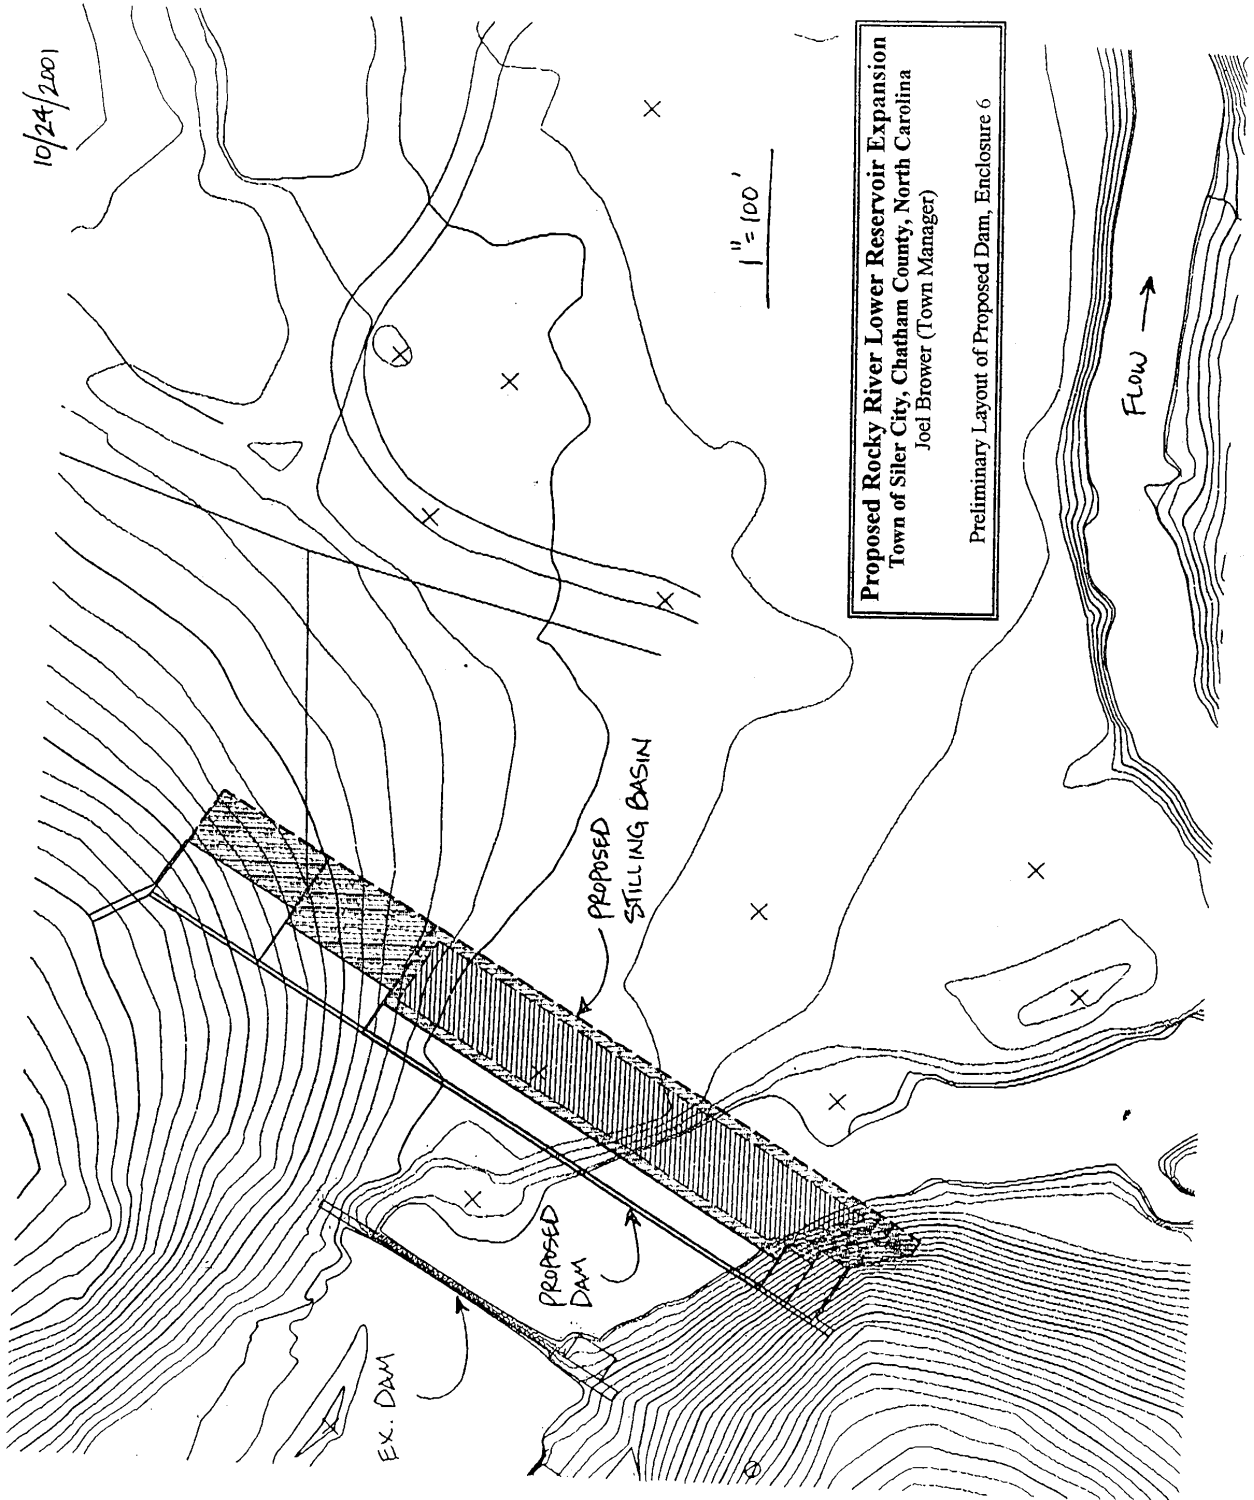 10/24/2001
1"=100'
Proposed Rocky River Lower Reservoir Expansion
Town of Siler City, Chatham County, North Carolina
Joel Brower (Town Manager)
Preliminary Layout of Proposed Dam, Enclosure 6
FLOW
PROPOSED
STILLING BASIN
PROPOSED
DAM
EX. DAM